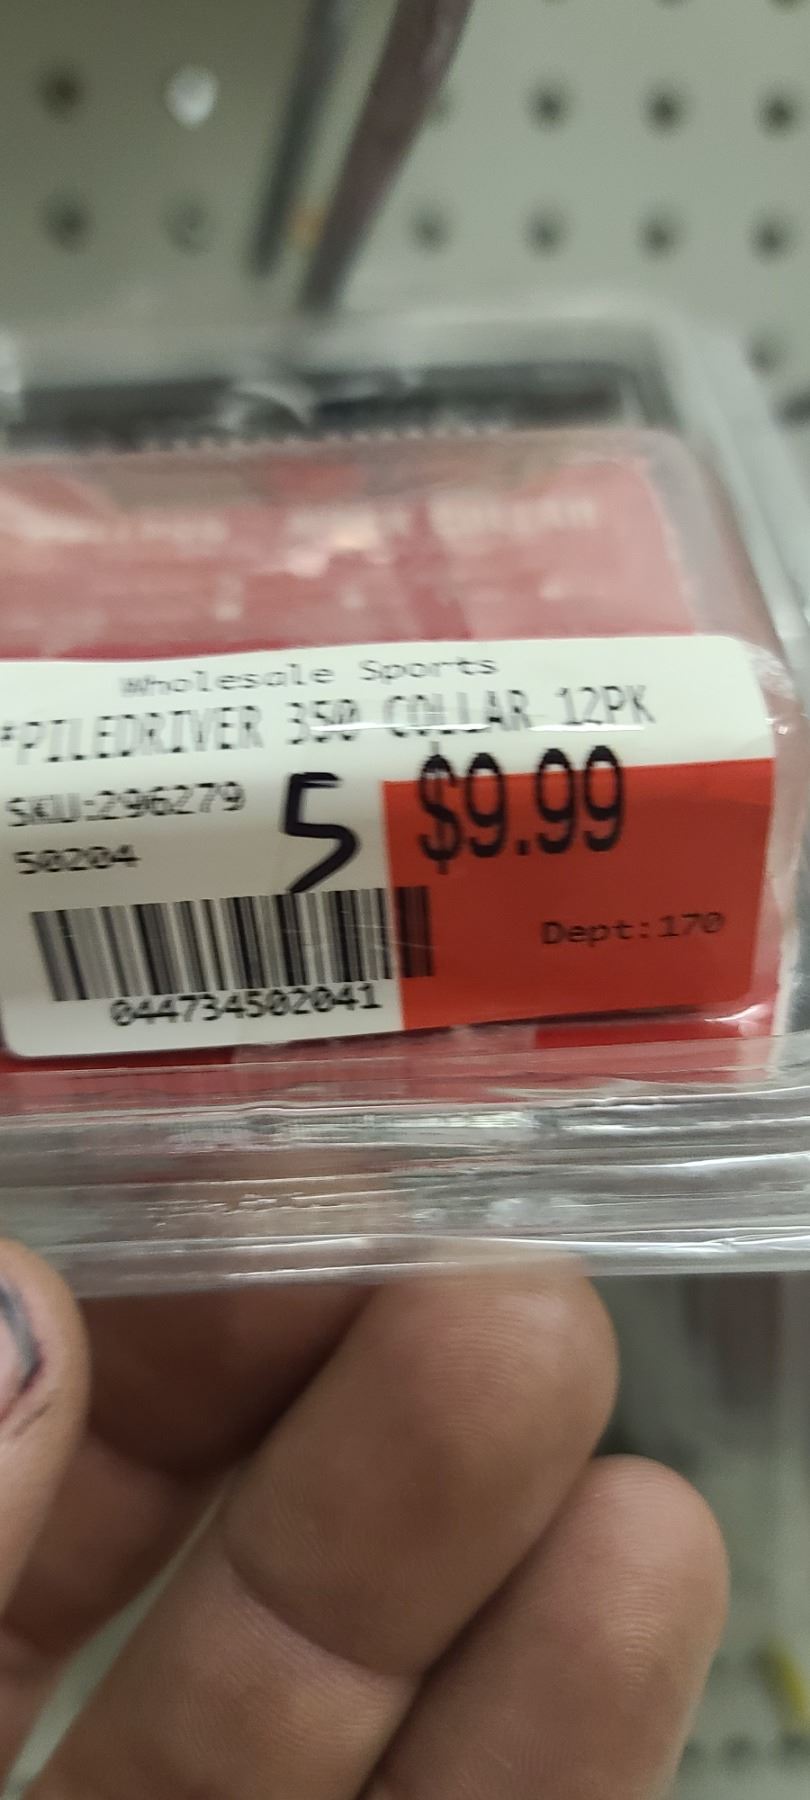 Wholesale Sports
*PILEDRIVER 350 COLLAR 12PK
SKU:296279
50204
5
$9.99
Dept:170
044734502041